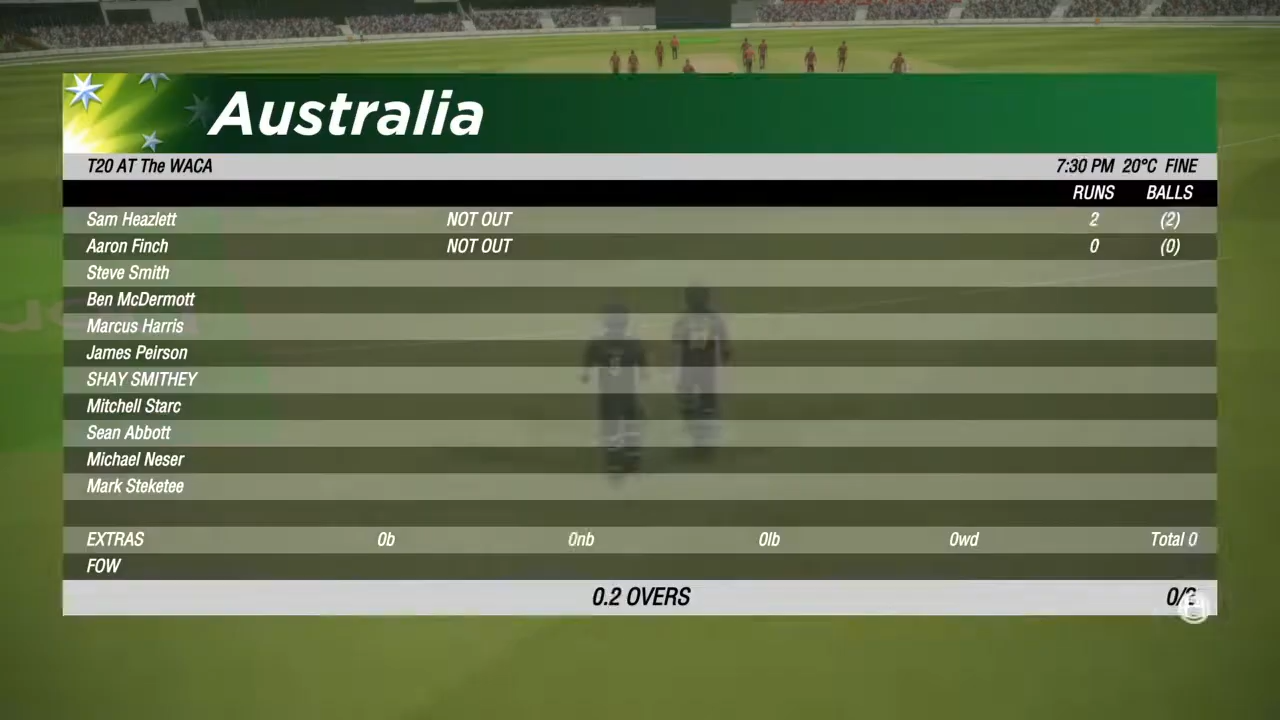 Australia
T20 AT The WACA 7:30 PM 20°C FINE
RUNS BALLS
Sam Heazlett NOT OUT 2 (2)
Aaron Finch NOT OUT 0 (0)
Steve Smith
Ben McDermott
Marcus Harris
James Peirson
SHAY SMITHEY
Mitchell Starc
Sean Abbott
Michael Neser
Mark Steketee
EXTRAS 0b 0nb 0lb 0wd Total 0
FOW
0.2 OVERS 0/2